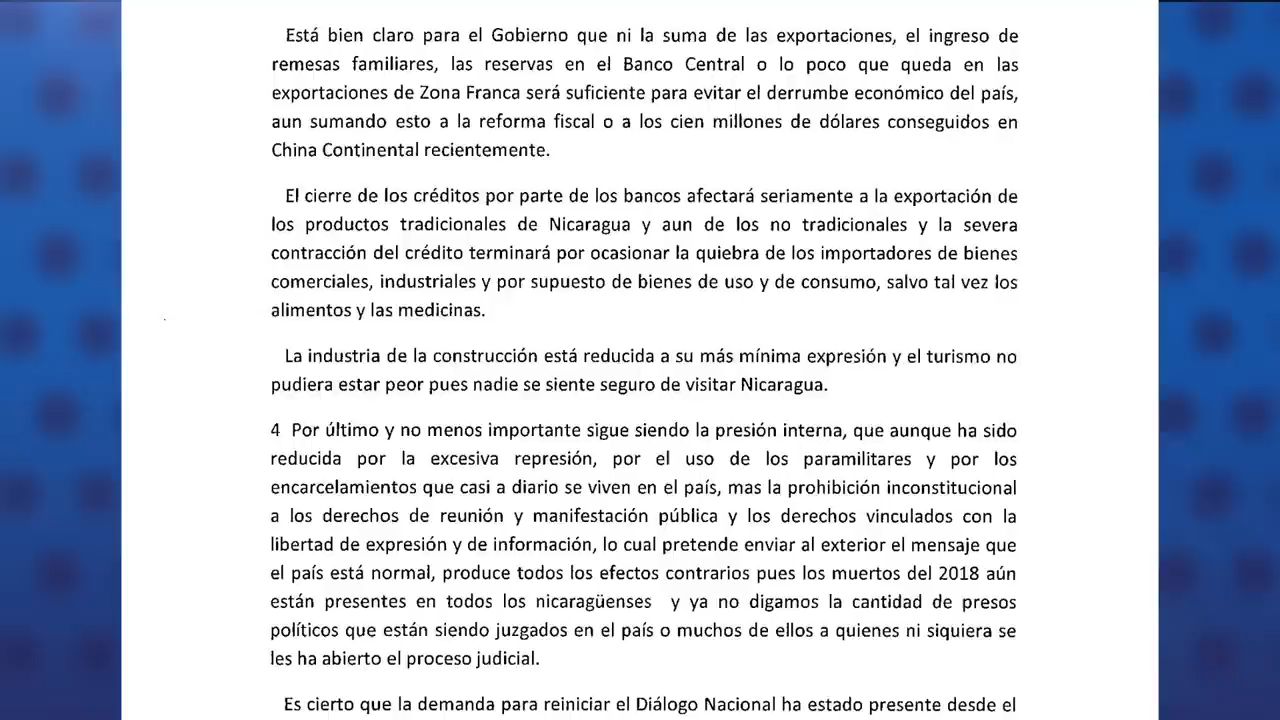 Está bien claro para el Gobierno que ni la suma de las exportaciones, el ingreso de
remesas familiares, las reservas en el Banco Central o lo poco que queda en las
exportaciones de Zona Franca será suficiente para evitar el derrumbe económico del país,
aun sumando esto a la reforma fiscal o a los cien millones de dólares conseguidos en
China Continental recientemente.
El cierre de los créditos por parte de los bancos afectará seriamente a la exportación de
los productos tradicionales de Nicaragua y aun de los no tradicionales y la severa
contracción del crédito terminará por ocasionar la quiebra de los importadores de bienes
comerciales, industriales y por supuesto de bienes de uso y de consumo, salvo tal vez los
alimentos y las medicinas.
La industria de la construcción está reducida a su más mínima expresión y el turismo no
pudiera estar peor pues nadie se siente seguro de visitar Nicaragua.
4 Por último y no menos importante sigue siendo la presión interna, que aunque ha sido
reducida por la excesiva represión, por el uso de los paramilitares y por los
encarcelamientos que casi a diario se viven en el país, mas la prohibición inconstitucional
a los derechos de reunión y manifestación pública y los derechos vinculados con la
libertad de expresión y de información, lo cual pretende enviar al exterior el mensaje que
el país está normal, produce todos los efectos contrarios pues los muertos del 2018 aún
están presentes en todos los nicaragüenses y ya no digamos la cantidad de presos
políticos que están siendo juzgados en el país o muchos de ellos a quienes ni siquiera se
les ha abierto el proceso judicial.
Es cierto que la demanda para reiniciar el Diálogo Nacional ha estado presente desde el